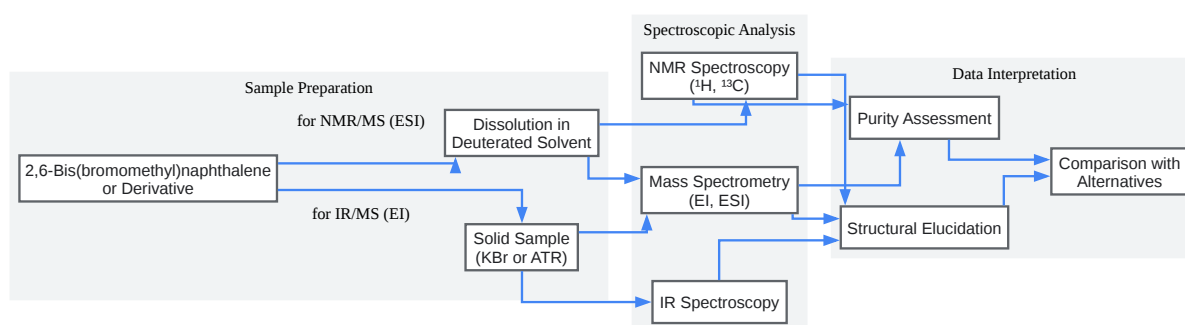 Spectroscopic Analysis
NMR Spectroscopy
(¹H, ¹³C)
Data Interpretation
Sample Preparation
for NMR/MS (ESI)
Dissolution in
Deuterated Solvent
Purity Assessment
2,6-Bis(bromomethyl)naphthalene
or Derivative
Mass Spectrometry
(EI, ESI)
Comparison with
Alternatives
for IR/MS (EI)
Solid Sample
(KBr or ATR)
Structural Elucidation
IR Spectroscopy